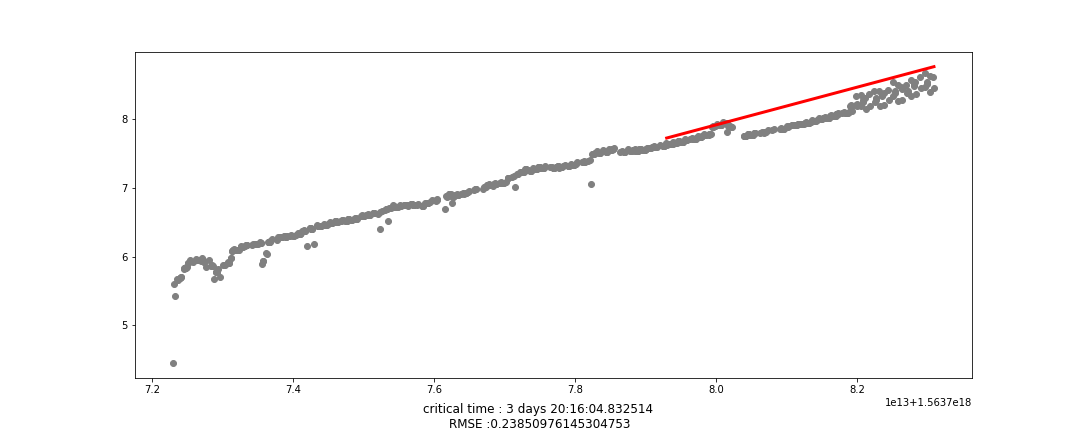 8
7
6
5
7.2 7.4 7.6 7.8 8.0 8.2
1e13+1.5637e18
critical time : 3 days 20:16:04.832514
RMSE :0.23850976145304753